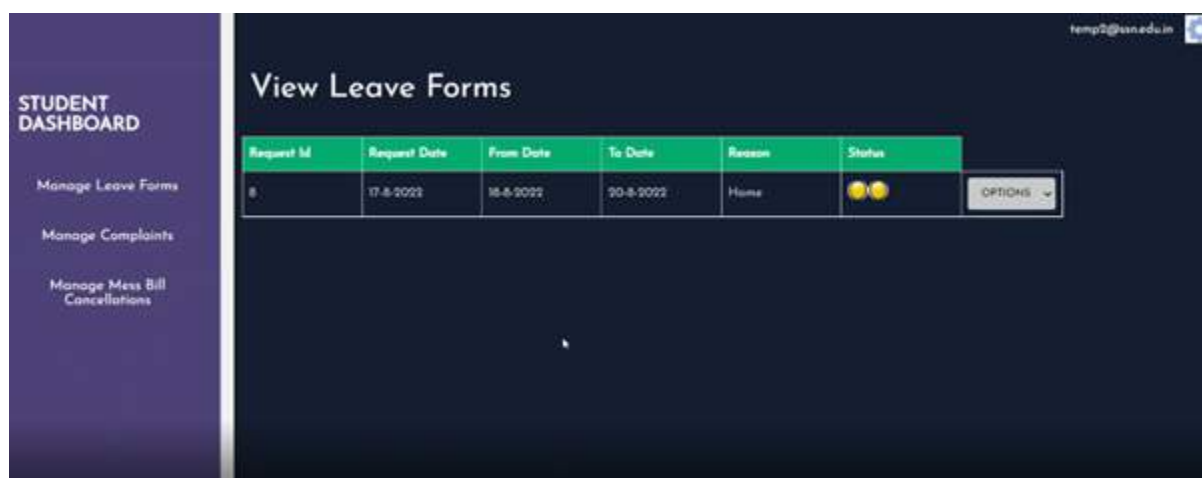 temp2@ssn.edu.in
STUDENT
DASHBOARD
Manage Leave Forms
Manage Complaints
Manage Mess Bill
Cancellations
View Leave Forms
Request Id Request Date From Date To Date Reason Status
8 17-8-2022 18-8-2022 20-8-2022 Home OPTIONS